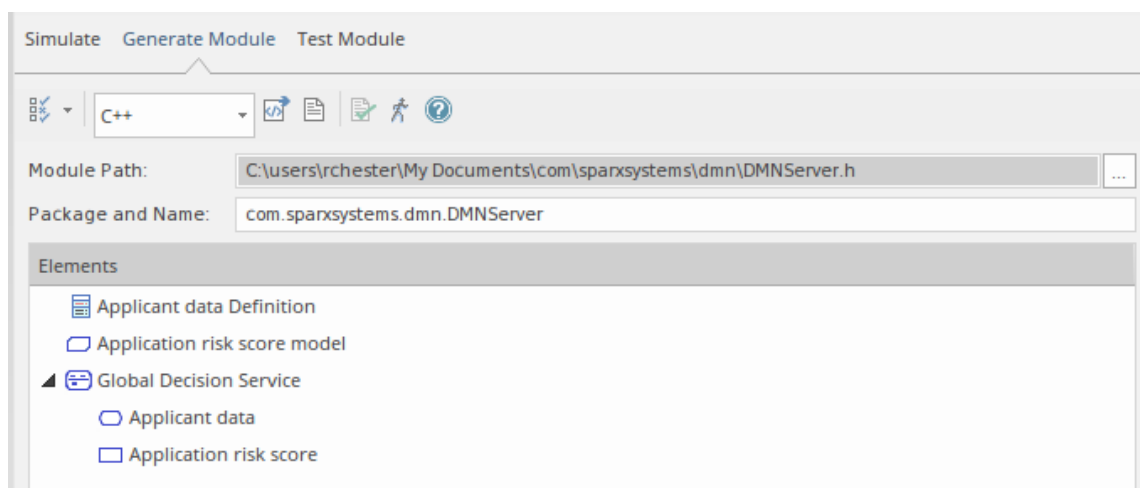 Simulate Generate Module Test Module
C++
Module Path: C:\users\rchester\My Documents\com\sparxsystems\dmn\DMNServer.h ...
Package and Name: com.sparxsystems.dmn.DMNServer
Elements
Applicant data Definition
Application risk score model
Global Decision Service
Applicant data
Application risk score